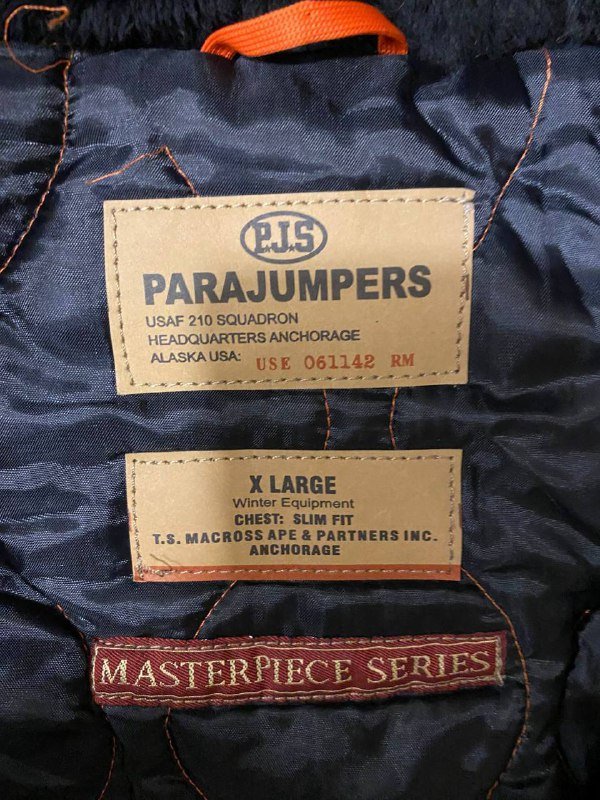 P.J.S
PARAJUMPERS
USAF 210 SQUADRON
HEADQUARTERS ANCHORAGE
ALASKA USA: USE 061142 RM
X LARGE
Winter Equipment
CHEST: SLIM FIT
T.S. MACROSS APE & PARTNERS INC.
ANCHORAGE
MASTERPIECE SERIES